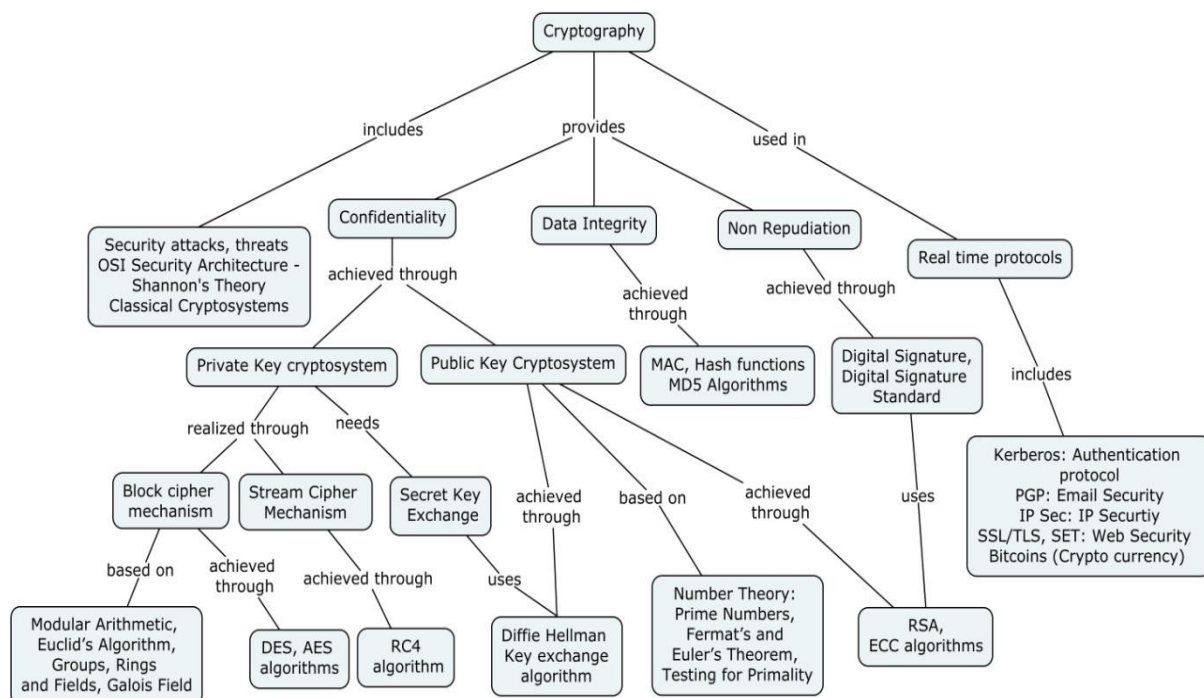 Cryptography
includes
provides
used in
Confidentiality
Data Integrity
Non Repudiation
Security attacks, threats
OSI Security Architecture -
Shannon's Theory
Classical Cryptosystems
Real time protocols
achieved through
achieved
through
achieved through
Private Key cryptosystem
Public Key Cryptosystem
MAC, Hash functions
MD5 Algorithms
Digital Signature,
Digital Signature
Standard
includes
realized through
needs
Block cipher
mechanism
Stream Cipher
Mechanism
Secret Key
Exchange
achieved
through
based on
achieved
through
uses
Kerberos: Authentication
protocol
PGP: Email Security
IP Sec: IP Securtiy
SSL/TLS, SET: Web Security
Bitcoins (Crypto currency)
based on
achieved
through
achieved through
uses
Modular Arithmetic,
Euclid’s Algorithm,
Groups, Rings
and Fields, Galois Field
DES, AES
algorithms
RC4
algorithm
Diffie Hellman
Key exchange
algorithm
Number Theory:
Prime Numbers,
Fermat’s and
Euler’s Theorem,
Testing for Primality
RSA,
ECC algorithms